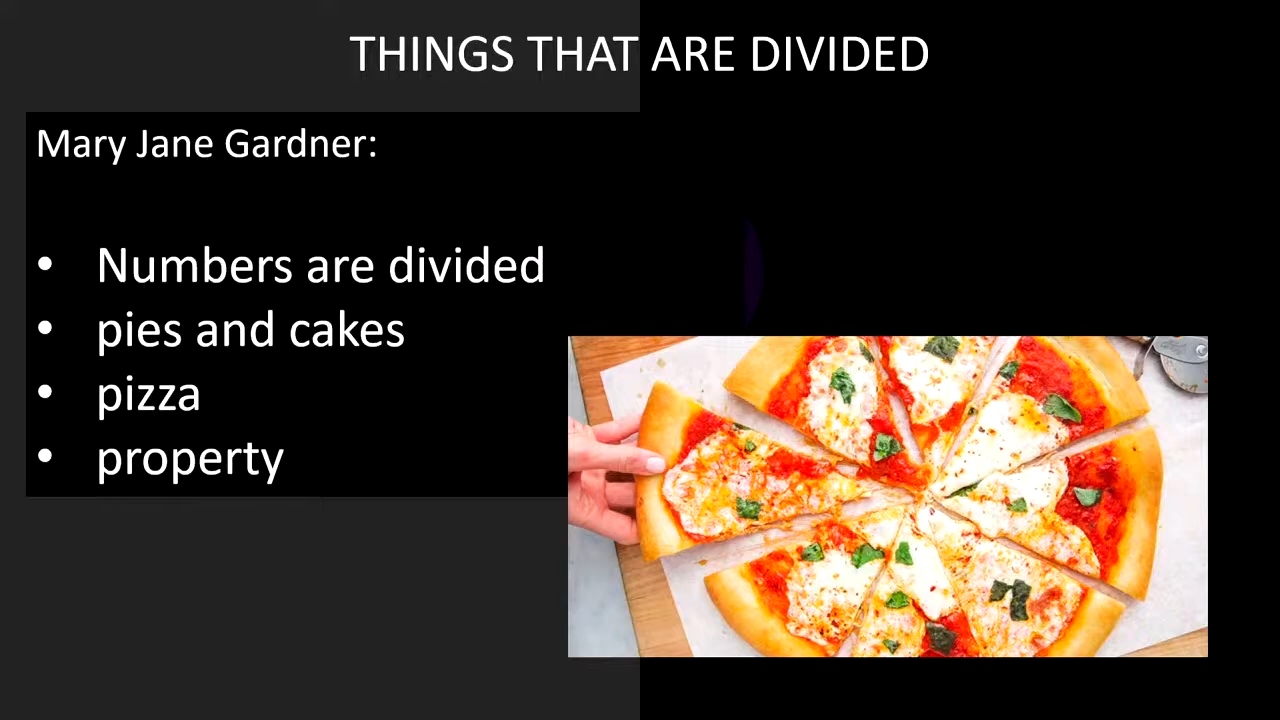 THINGS THAT ARE DIVIDED
Mary Jane Gardner:
• Numbers are divided
• pies and cakes
• pizza
• property